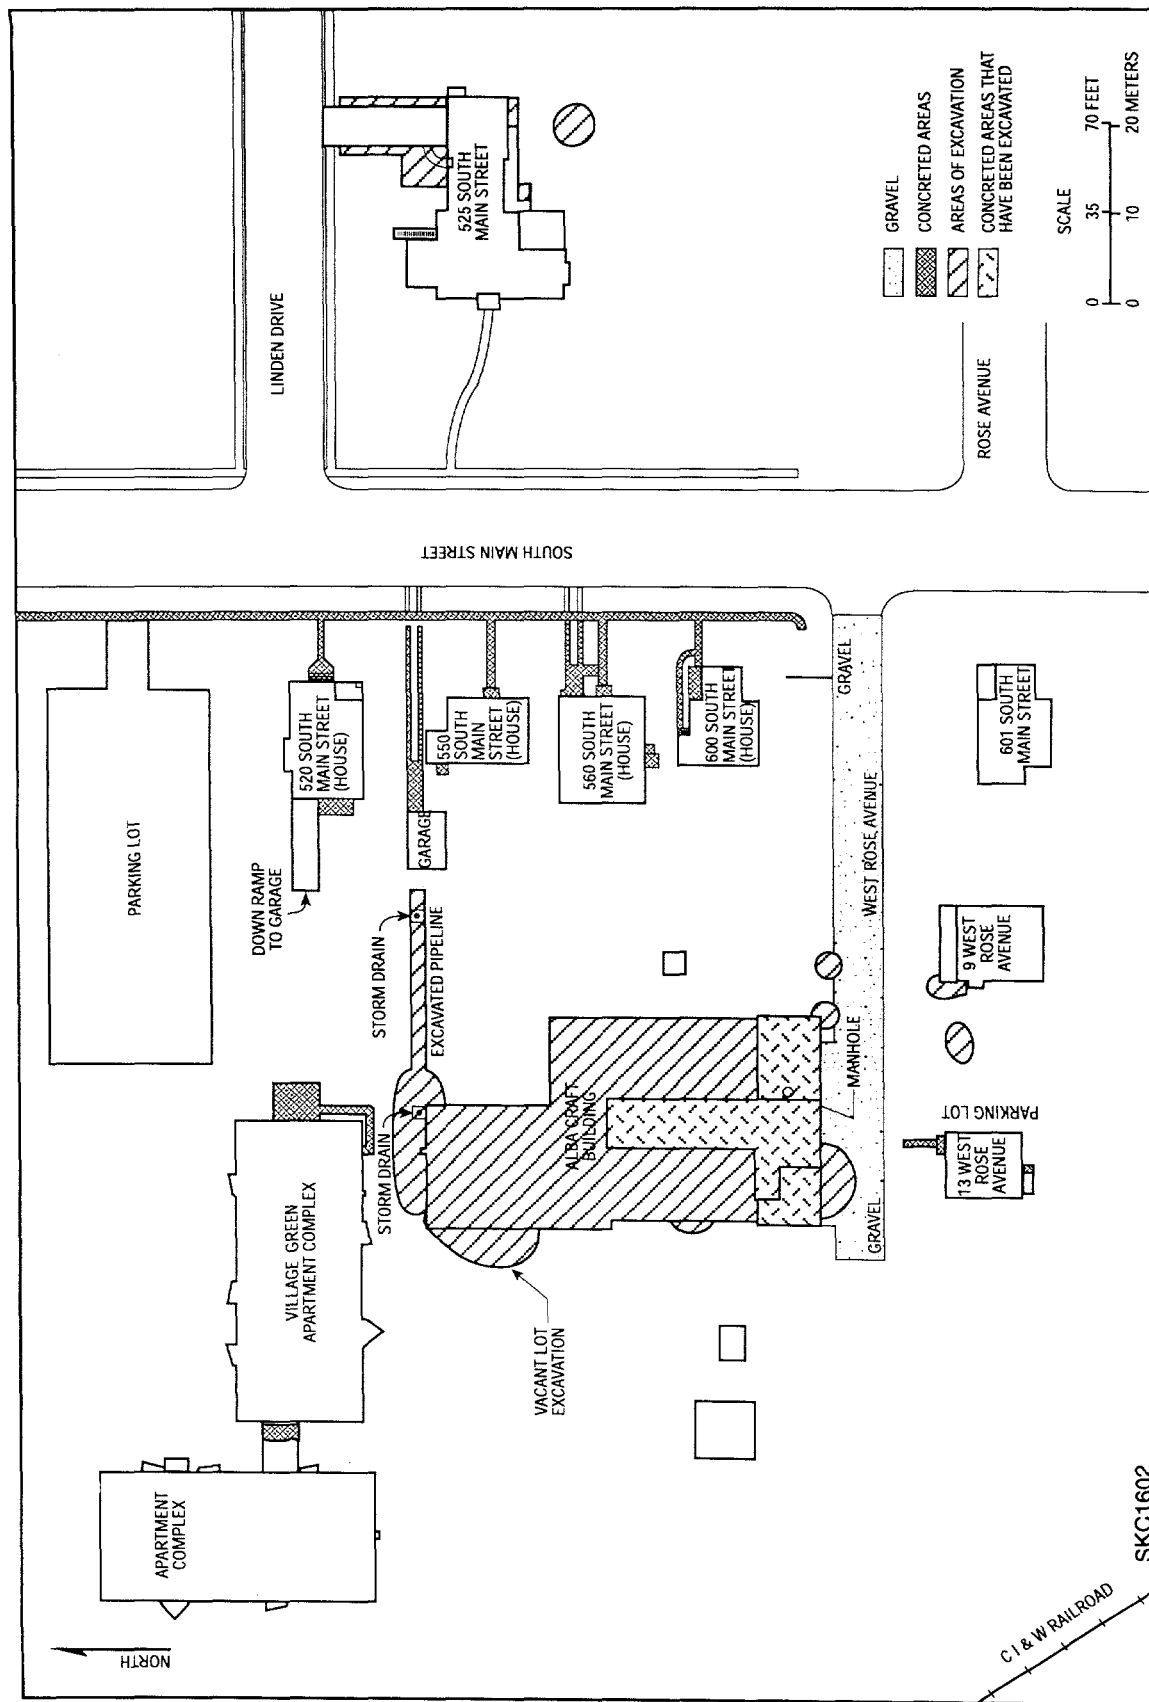 NORTH
APARTMENT
COMPLEX
VILLAGE GREEN
APARTMENT COMPLEX
PARKING LOT
DOWN RAMP
TO GARAGE
520 SOUTH
MAIN STREET
(HOUSE)
LINDEN DRIVE
525 SOUTH
MAIN STREET
SOUTH MAIN STREET
STORM DRAIN
STORM DRAIN
EXCAVATED PIPELINE
GARAGE
550
SOUTH
MAIN
STREET
(HOUSE)
560 SOUTH
MAIN STREET
(HOUSE)
600 SOUTH
MAIN STREET
(HOUSE)
VACANT LOT
EXCAVATION
ALBA CRAFT
BUILDING
MANHOLE
GRAVEL
WEST ROSE AVENUE
GRAVEL
ROSE AVENUE
13 WEST
ROSE
AVENUE
PARKING LOT
9 WEST
ROSE
AVENUE
601 SOUTH
MAIN STREET
C I & W RAILROAD
SKC1602
GRAVEL
CONCRETED AREAS
AREAS OF EXCAVATION
CONCRETED AREAS THAT
HAVE BEEN EXCAVATED
SCALE
0 35 70 FEET
0 10 20 METERS